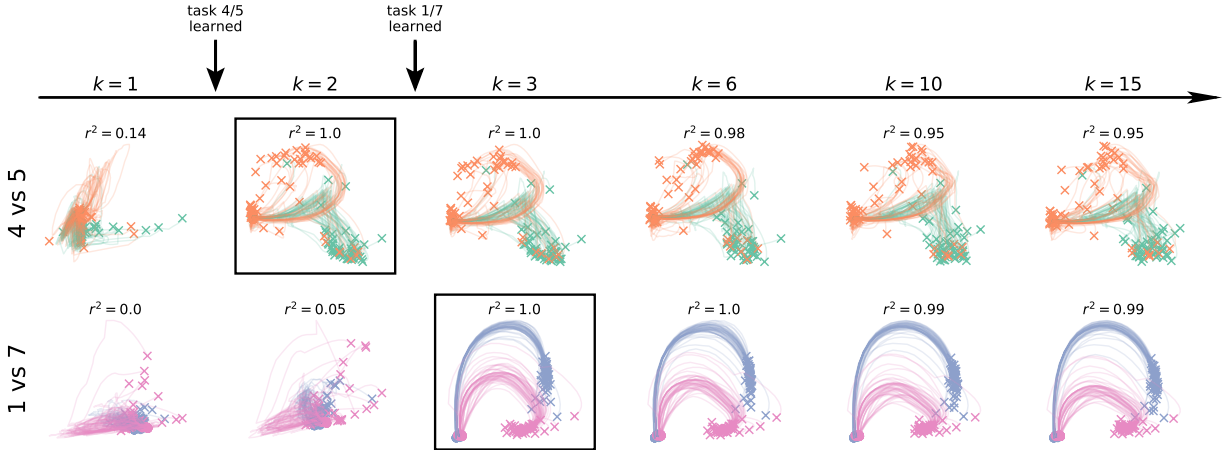 task 4/5
learned
task 1/7
learned
k = 1
k = 2
k = 3
k = 6
k = 10
k = 15
4 vs 5
r² = 0.14
r² = 1.0
r² = 1.0
r² = 0.98
r² = 0.95
r² = 0.95
1 vs 7
r² = 0.0
r² = 0.05
r² = 1.0
r² = 1.0
r² = 0.99
r² = 0.99